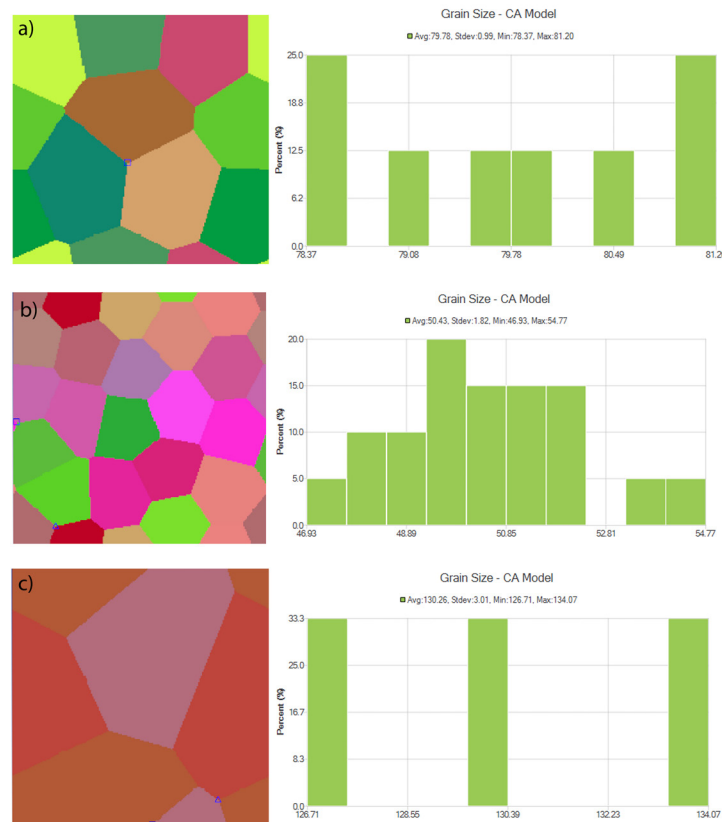 a)
Grain Size - CA Model
Avg:79.78, Stdev:0.99, Min:78.37, Max:81.20
Percent (%)
25.0
18.8
12.5
6.2
0.0
78.37 79.08 79.78 80.49 81.2
b)
Grain Size - CA Model
Avg:50.43, Stdev:1.82, Min:46.93, Max:54.77
Percent (%)
20.0
15.0
10.0
5.0
0.0
46.93 48.89 50.85 52.81 54.77
c)
Grain Size - CA Model
Avg:130.26, Stdev:3.01, Min:126.71, Max:134.07
Percent (%)
33.3
25.0
16.7
8.3
0.0
126.71 128.55 130.39 132.23 134.07